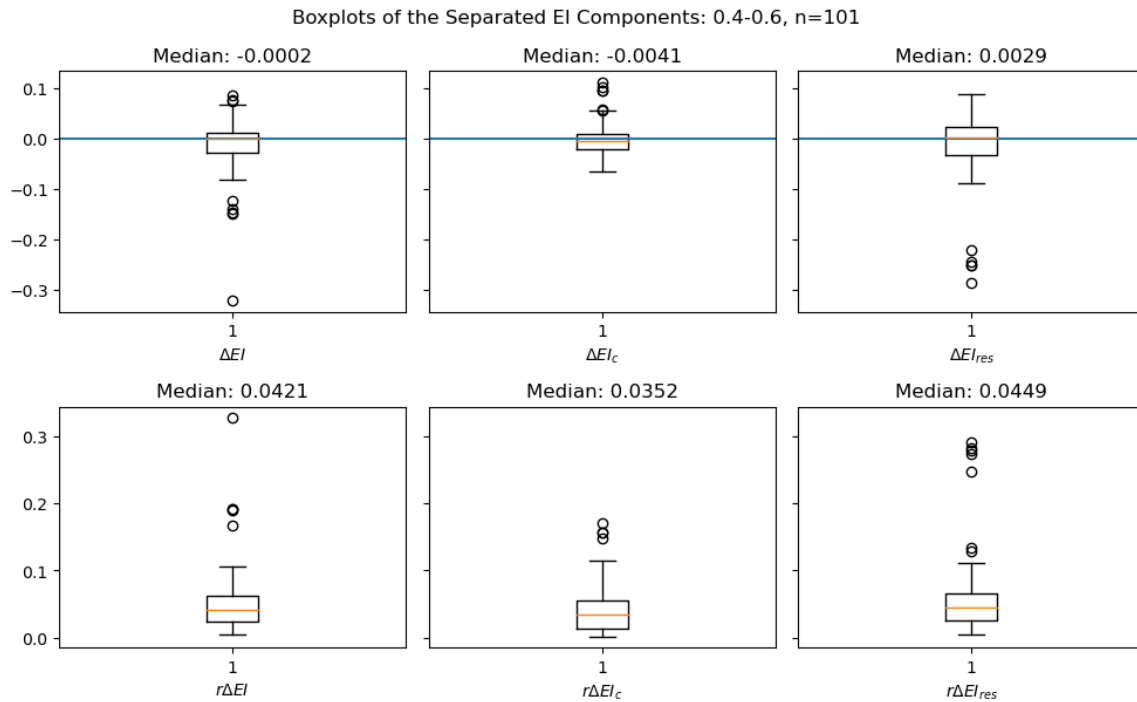 Boxplots of the Separated EI Components: 0.4-0.6, n=101
Median: -0.0002
Median: -0.0041
Median: 0.0029
0.1
0.0
−0.1
−0.2
−0.3
1
1
1
ΔEI
ΔEI_c
ΔEI_res
Median: 0.0421
Median: 0.0352
Median: 0.0449
0.3
0.2
0.1
0.0
1
1
1
rΔEI
rΔEI_c
rΔEI_res